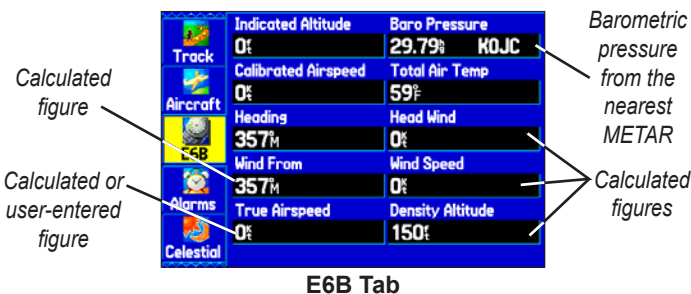 Indicated Altitude
Baro Pressure
0ft
29.79"Hg KOJC
Calibrated Airspeed
Total Air Temp
0kt
59°F
Heading
Head Wind
357°M
0kt
Wind From
Wind Speed
357°M
0kt
True Airspeed
Density Altitude
0kt
150ft
Track
Aircraft
E6B
Alarms
Celestial
Calculated
figure
Calculated or
user-entered
figure
Barometric
pressure
from the
nearest
METAR
Calculated
figures
E6B Tab